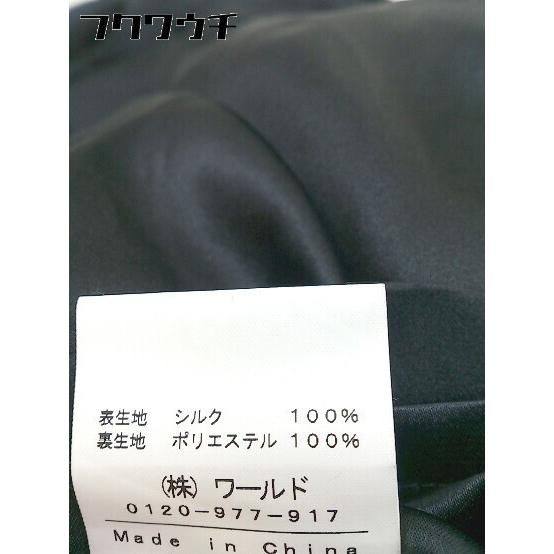 フクワウチ
表生地 シルク 100%
裏生地 ポリエステル 100%
(株) ワールド
0120-977-917
Made in China